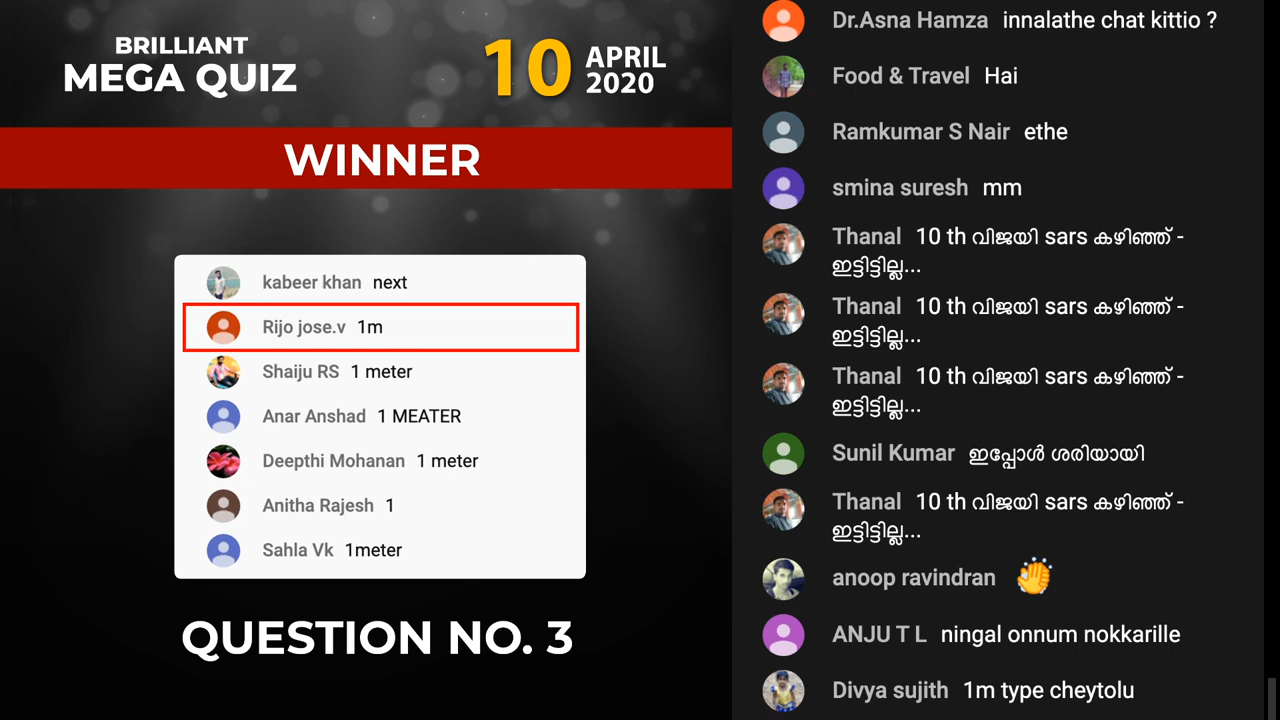 BRILLIANT
MEGA QUIZ
10 APRIL
2020
WINNER
kabeer khan next
Rijo jose.v 1m
Shaiju RS 1 meter
Anar Anshad 1 MEATER
Deepthi Mohanan 1 meter
Anitha Rajesh 1
Sahla Vk 1meter
QUESTION NO. 3
Dr.Asna Hamza innalathe chat kittio ?
Food & Travel Hai
Ramkumar S Nair ethe
smina suresh mm
Thanal 10 th വിജയി sars കഴിഞ്ഞ് -
ഇട്ടിട്ടില്ല...
Thanal 10 th വിജയി sars കഴിഞ്ഞ് -
ഇട്ടിട്ടില്ല...
Thanal 10 th വിജയി sars കഴിഞ്ഞ് -
ഇട്ടിട്ടില്ല...
Sunil Kumar ഇപ്പോൾ ശരിയായി
Thanal 10 th വിജയി sars കഴിഞ്ഞ് -
ഇട്ടിട്ടില്ല...
anoop ravindran 👏
ANJU T L ningal onnum nokkarille
Divya sujith 1m type cheytolu